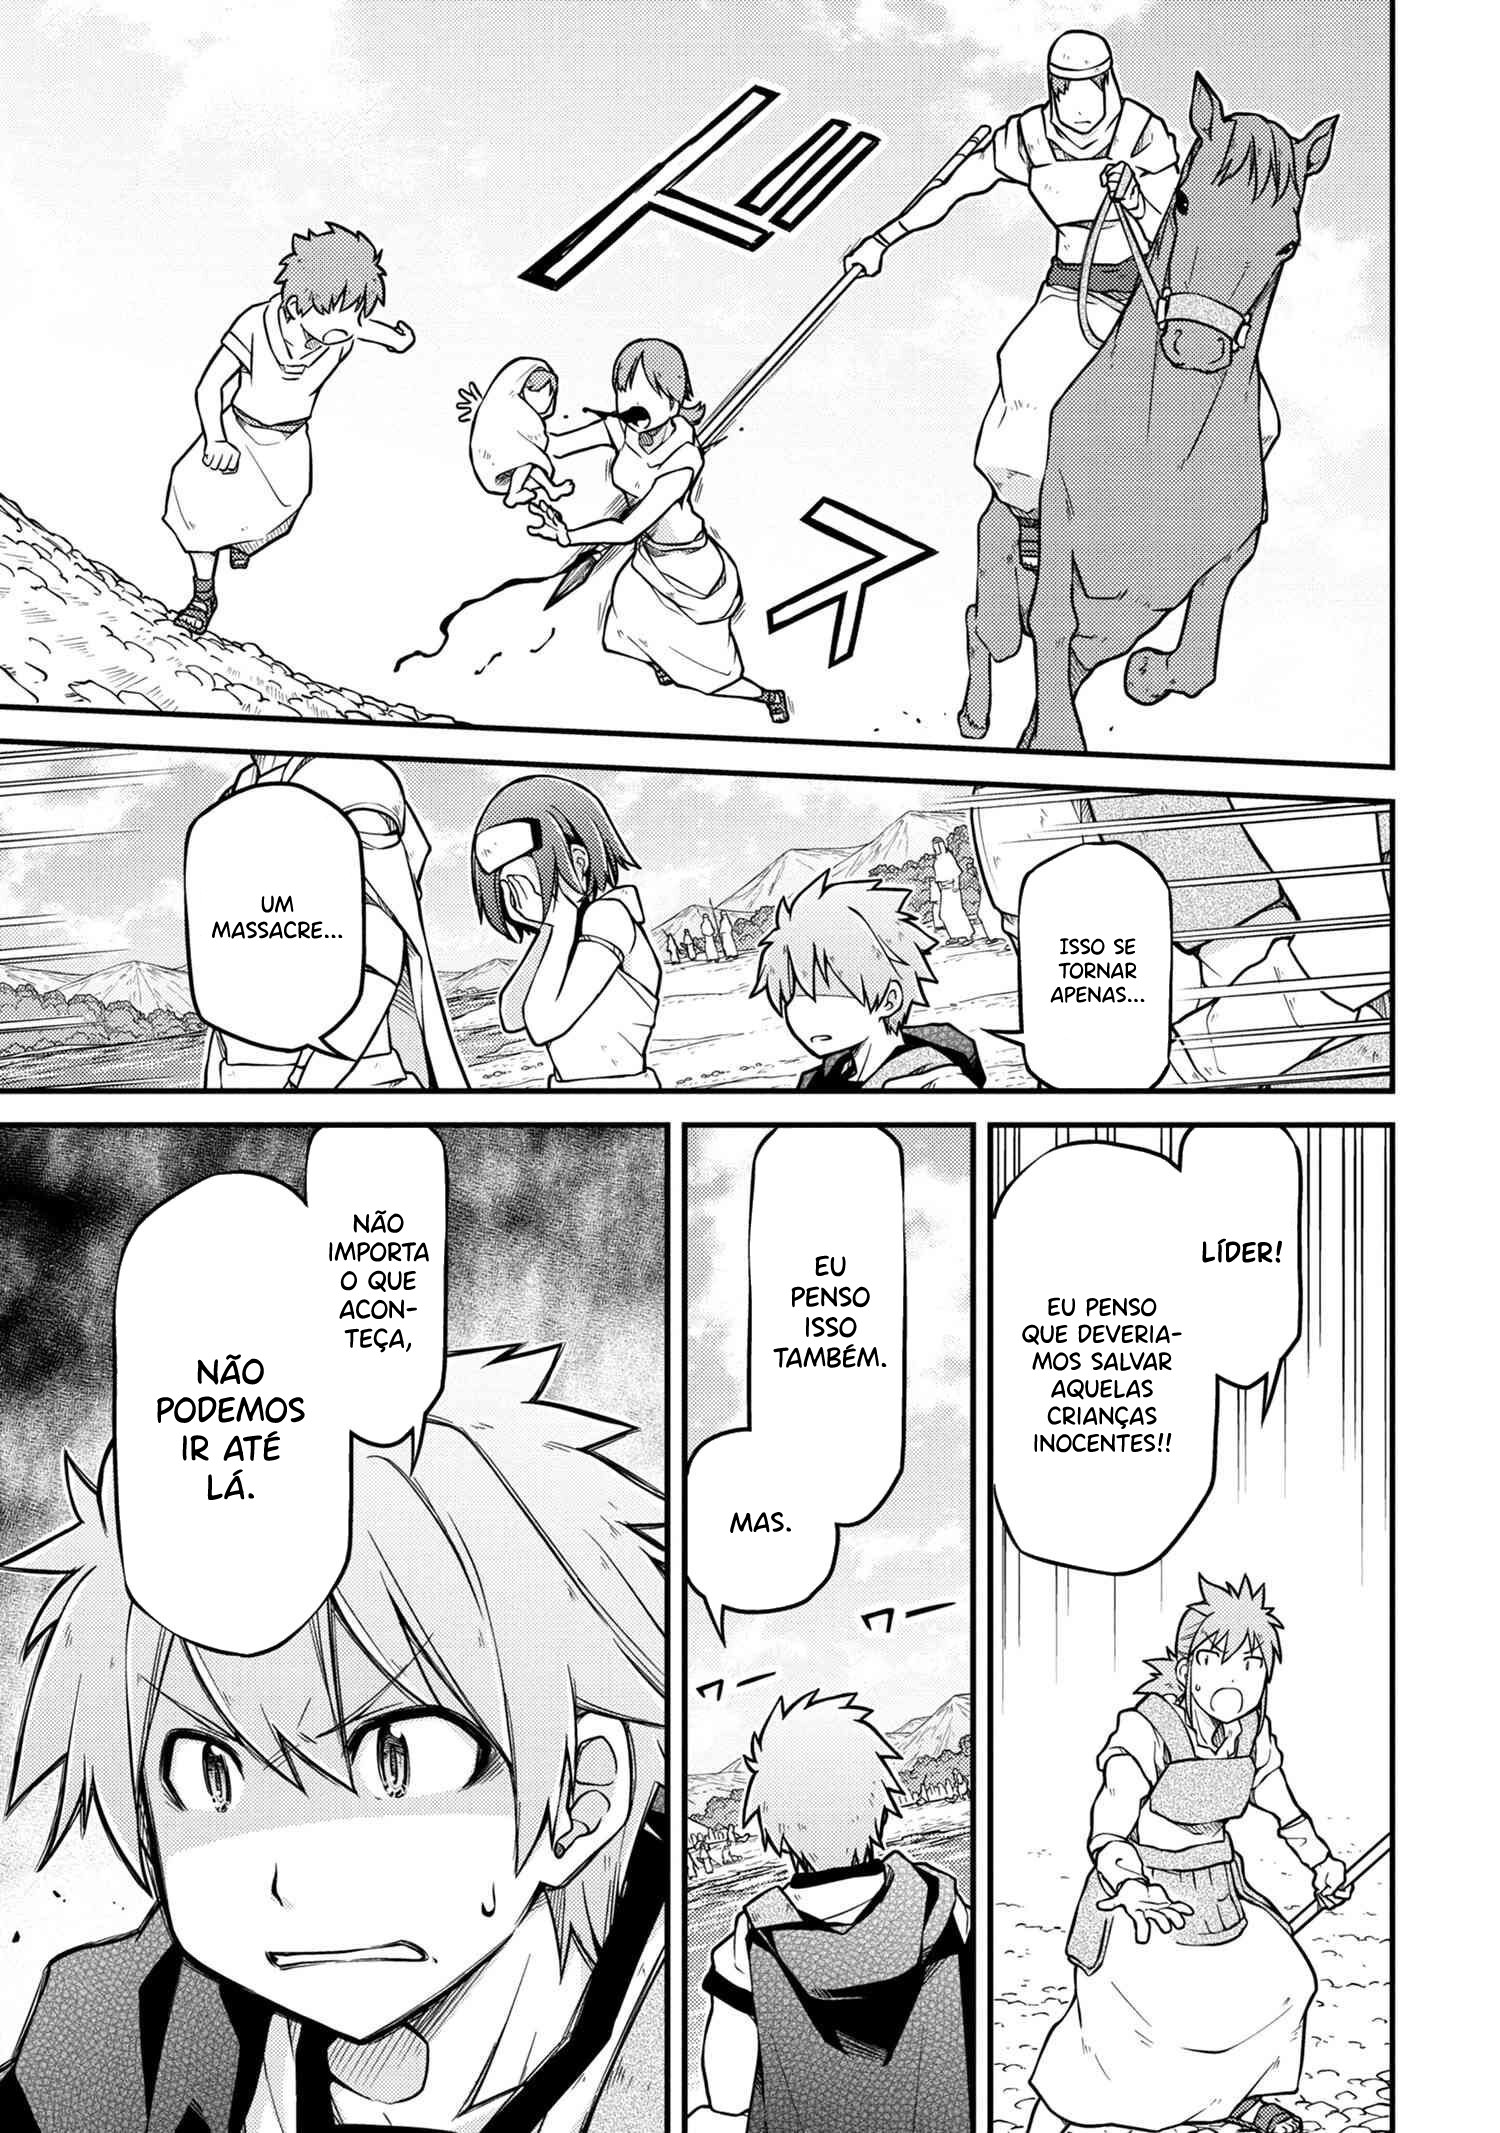 ドスッ
ISSO SE
TORNAR
APENAS...
UM
MASSACRE...
LÍDER!
EU PENSO
QUE DEVERIA-
MOS SALVAR
AQUELAS
CRIANÇAS
INOCENTES!!
EU
PENSO
ISSO
TAMBÉM.
MAS.
ワー
ワー
NÃO
IMPORTA
O QUE
ACON-
TEÇA,
NÃO
PODEMOS
IR ATÉ
LÁ.